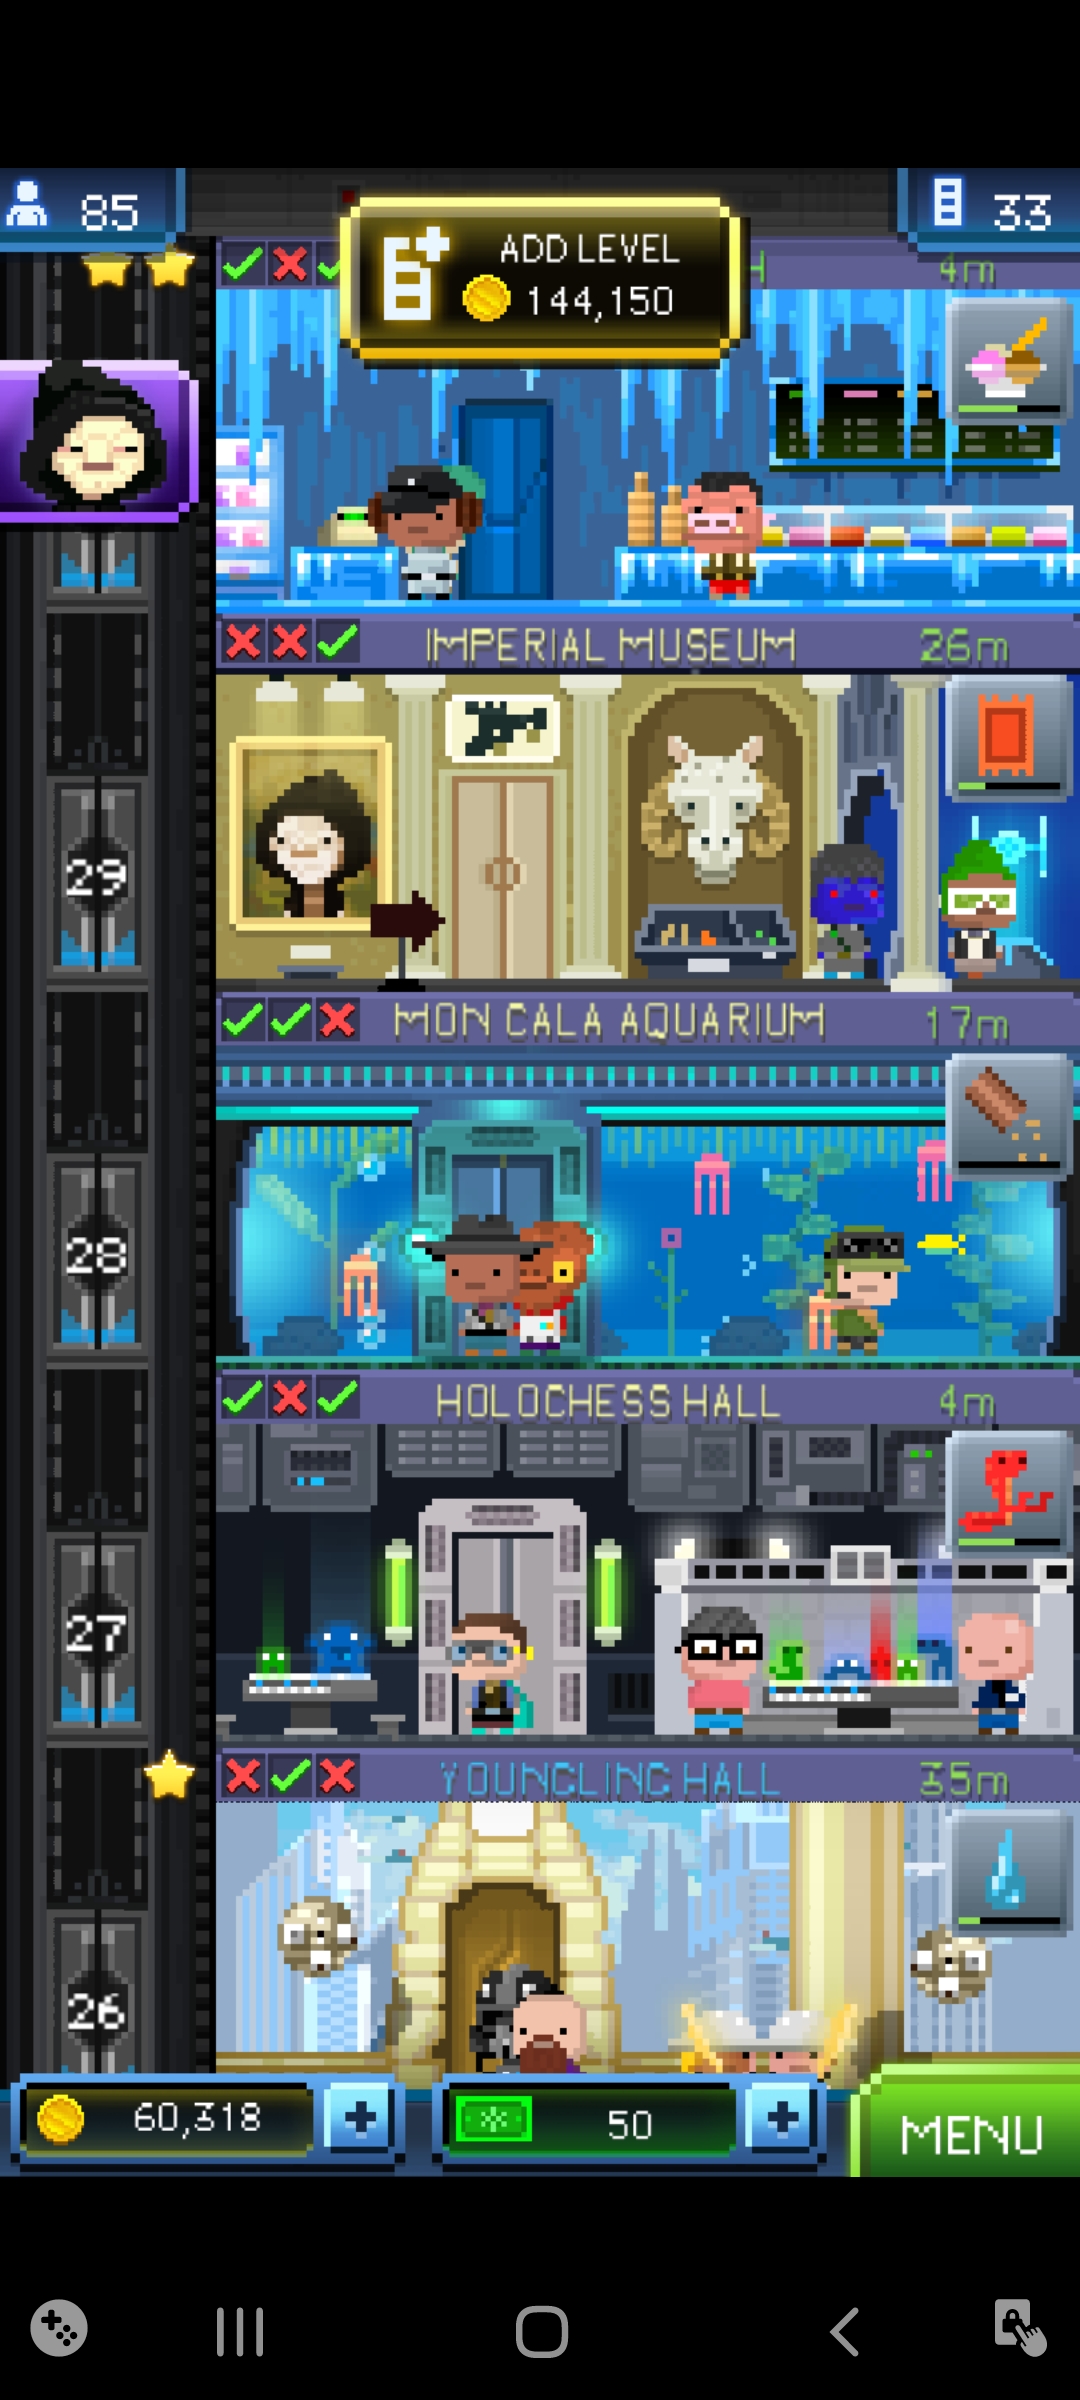 85
33
ADD LEVEL
144,150
4m
IMPERIAL MUSEUM
26m
29
MON CALA AQUARIUM
17m
28
HOLOCHESS HALL
4m
27
YOUNGLING HALL
35m
26
60,318
50
MENU